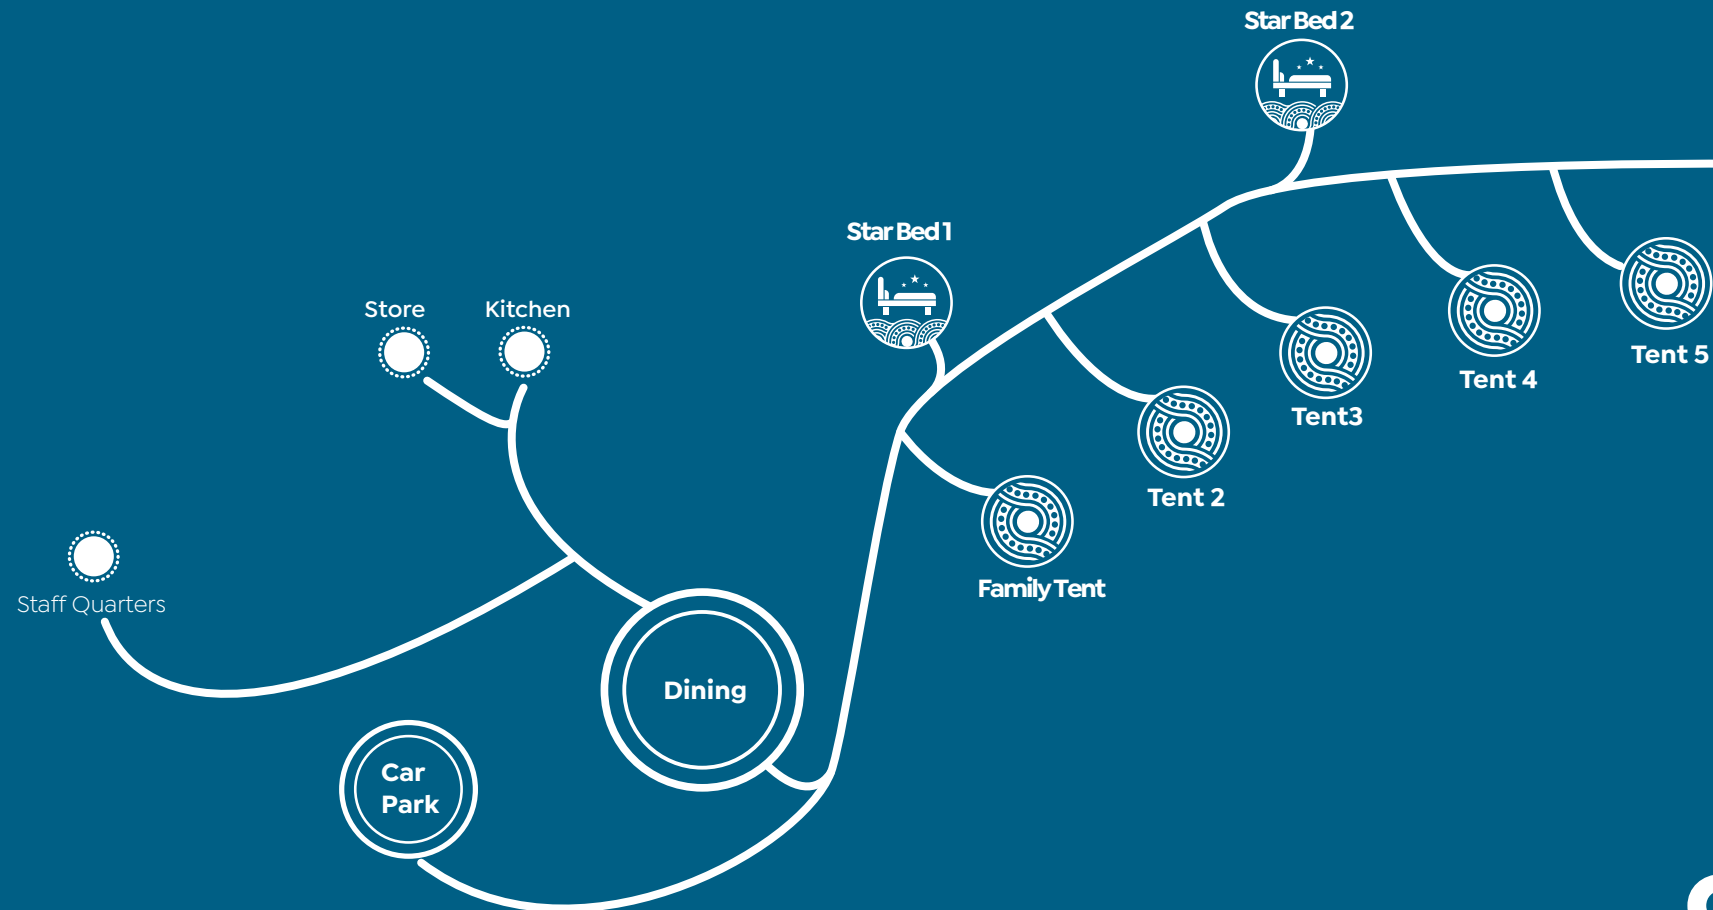 Star Bed 2
Star Bed 1
Store
Kitchen
Tent 5
Tent 4
Tent3
Tent 2
Family Tent
Staff Quarters
Dining
Car
Park